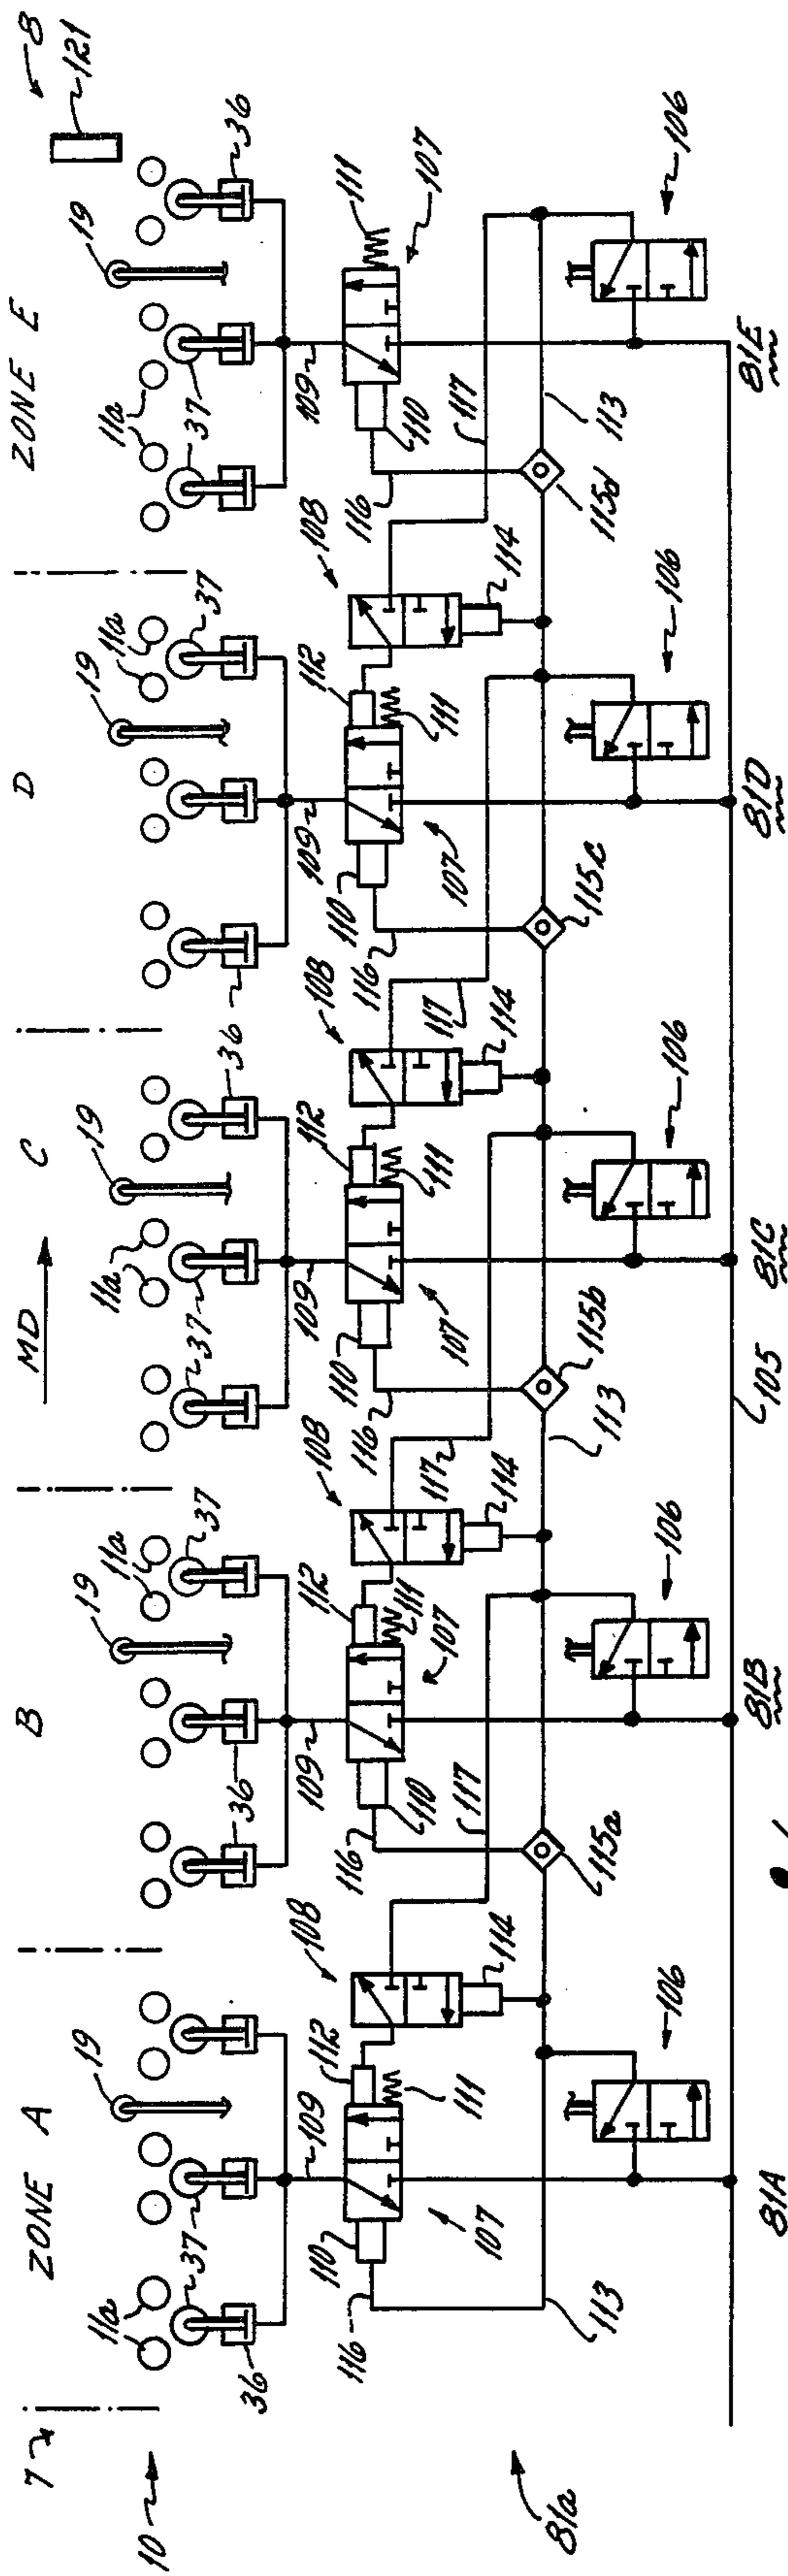 7 ZONE A B MD C D ZONE E 8
121
10 11a 19 19 11a 11a 19 19 11a 11a 19
37 37 37 37 37 37 37 37
36 36 36 36 36 36
109 109 109 109 109
112 108 112 108 112 108 112 108
111 111 111 111 111
110 107 110 107 110 107 110 107 110 107
116 116 117 116 117 116 117 116 117
114 114 114 114
113 115a 113 115b 115c 115d 113
106 106 106 106 106
81a 105
81A 81B 81C 81D 81E